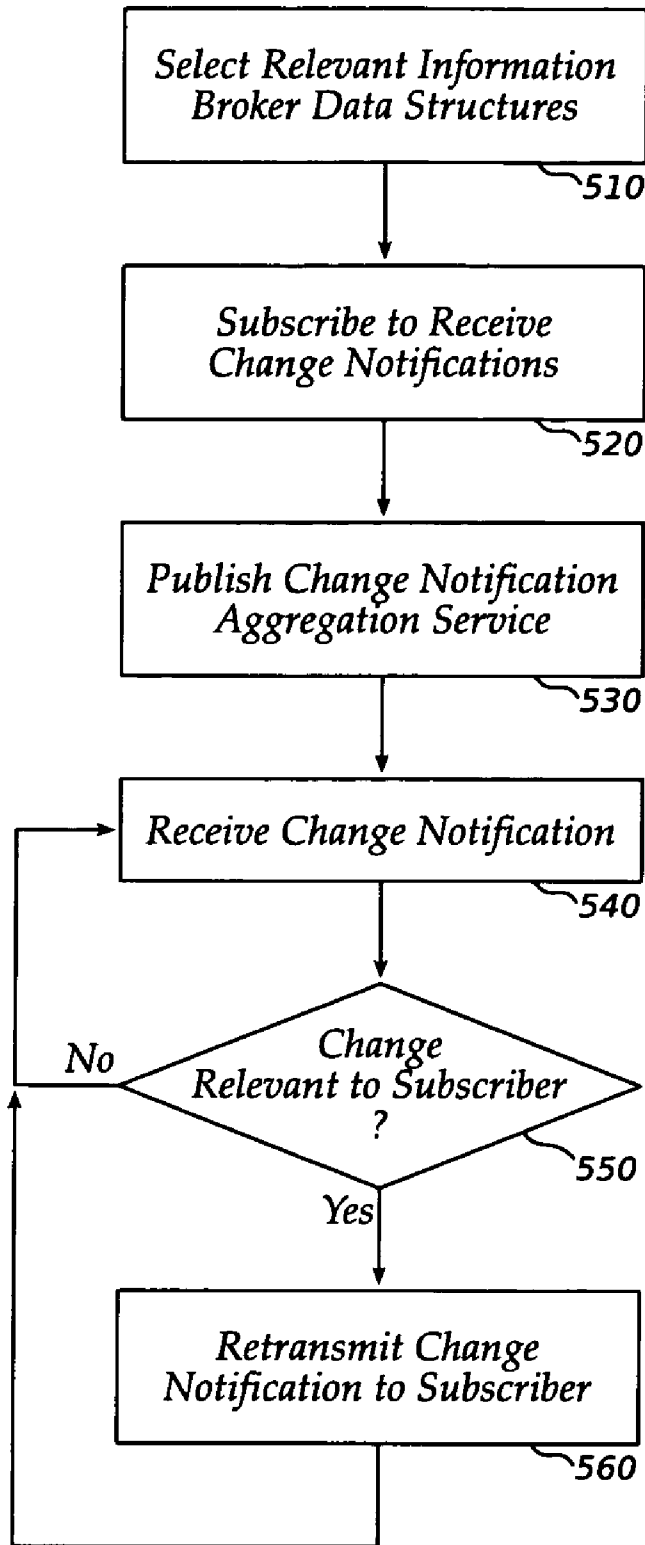 Select Relevant Information
Broker Data Structures
510
Subscribe to Receive
Change Notifications
520
Publish Change Notification
Aggregation Service
530
Receive Change Notification
540
Change
No
Relevant to Subscriber
?
550
Yes
Retransmit Change
Notification to Subscriber
560